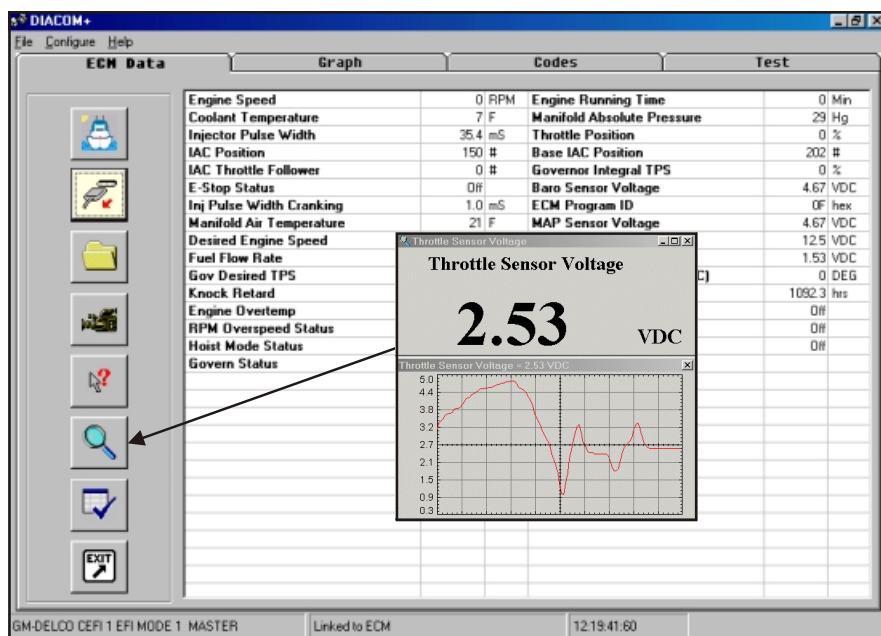 DIACOM+
File Configure Help
ECM Data Graph Codes Test
Engine Speed 0 RPM Engine Running Time 0 Min
Coolant Temperature 7 F Manifold Absolute Pressure 29 Hg
Injector Pulse Width 35.4 mS Throttle Position 0 %
IAC Position 150 # Base IAC Position 202 #
IAC Throttle Follower 0 # Governor Integral TPS 0 %
E-Stop Status Off Baro Sensor Voltage 4.67 VDC
Inj Pulse Width Cranking 1.0 mS ECM Program ID 0F hex
Manifold Air Temperature 21 F MAP Sensor Voltage 4.67 VDC
Desired Engine Speed 12.5 VDC
Fuel Flow Rate 1.53 VDC
Gov Desired TPS C) 0 DEG
Knock Retard 1092.3 hrs
Engine Overtemp Off
RPM Overspeed Status Off
Hoist Mode Status Off
Govern Status
Throttle Sensor Voltage
Throttle Sensor Voltage
2.53 VDC
Throttle Sensor Voltage = 2.53 VDC
5.0
4.4
3.8
3.2
2.7
2.1
1.5
0.9
0.3
EXIT
GM-DELCO CEFI 1 EFI MODE 1 MASTER Linked to ECM 12:19:41:60